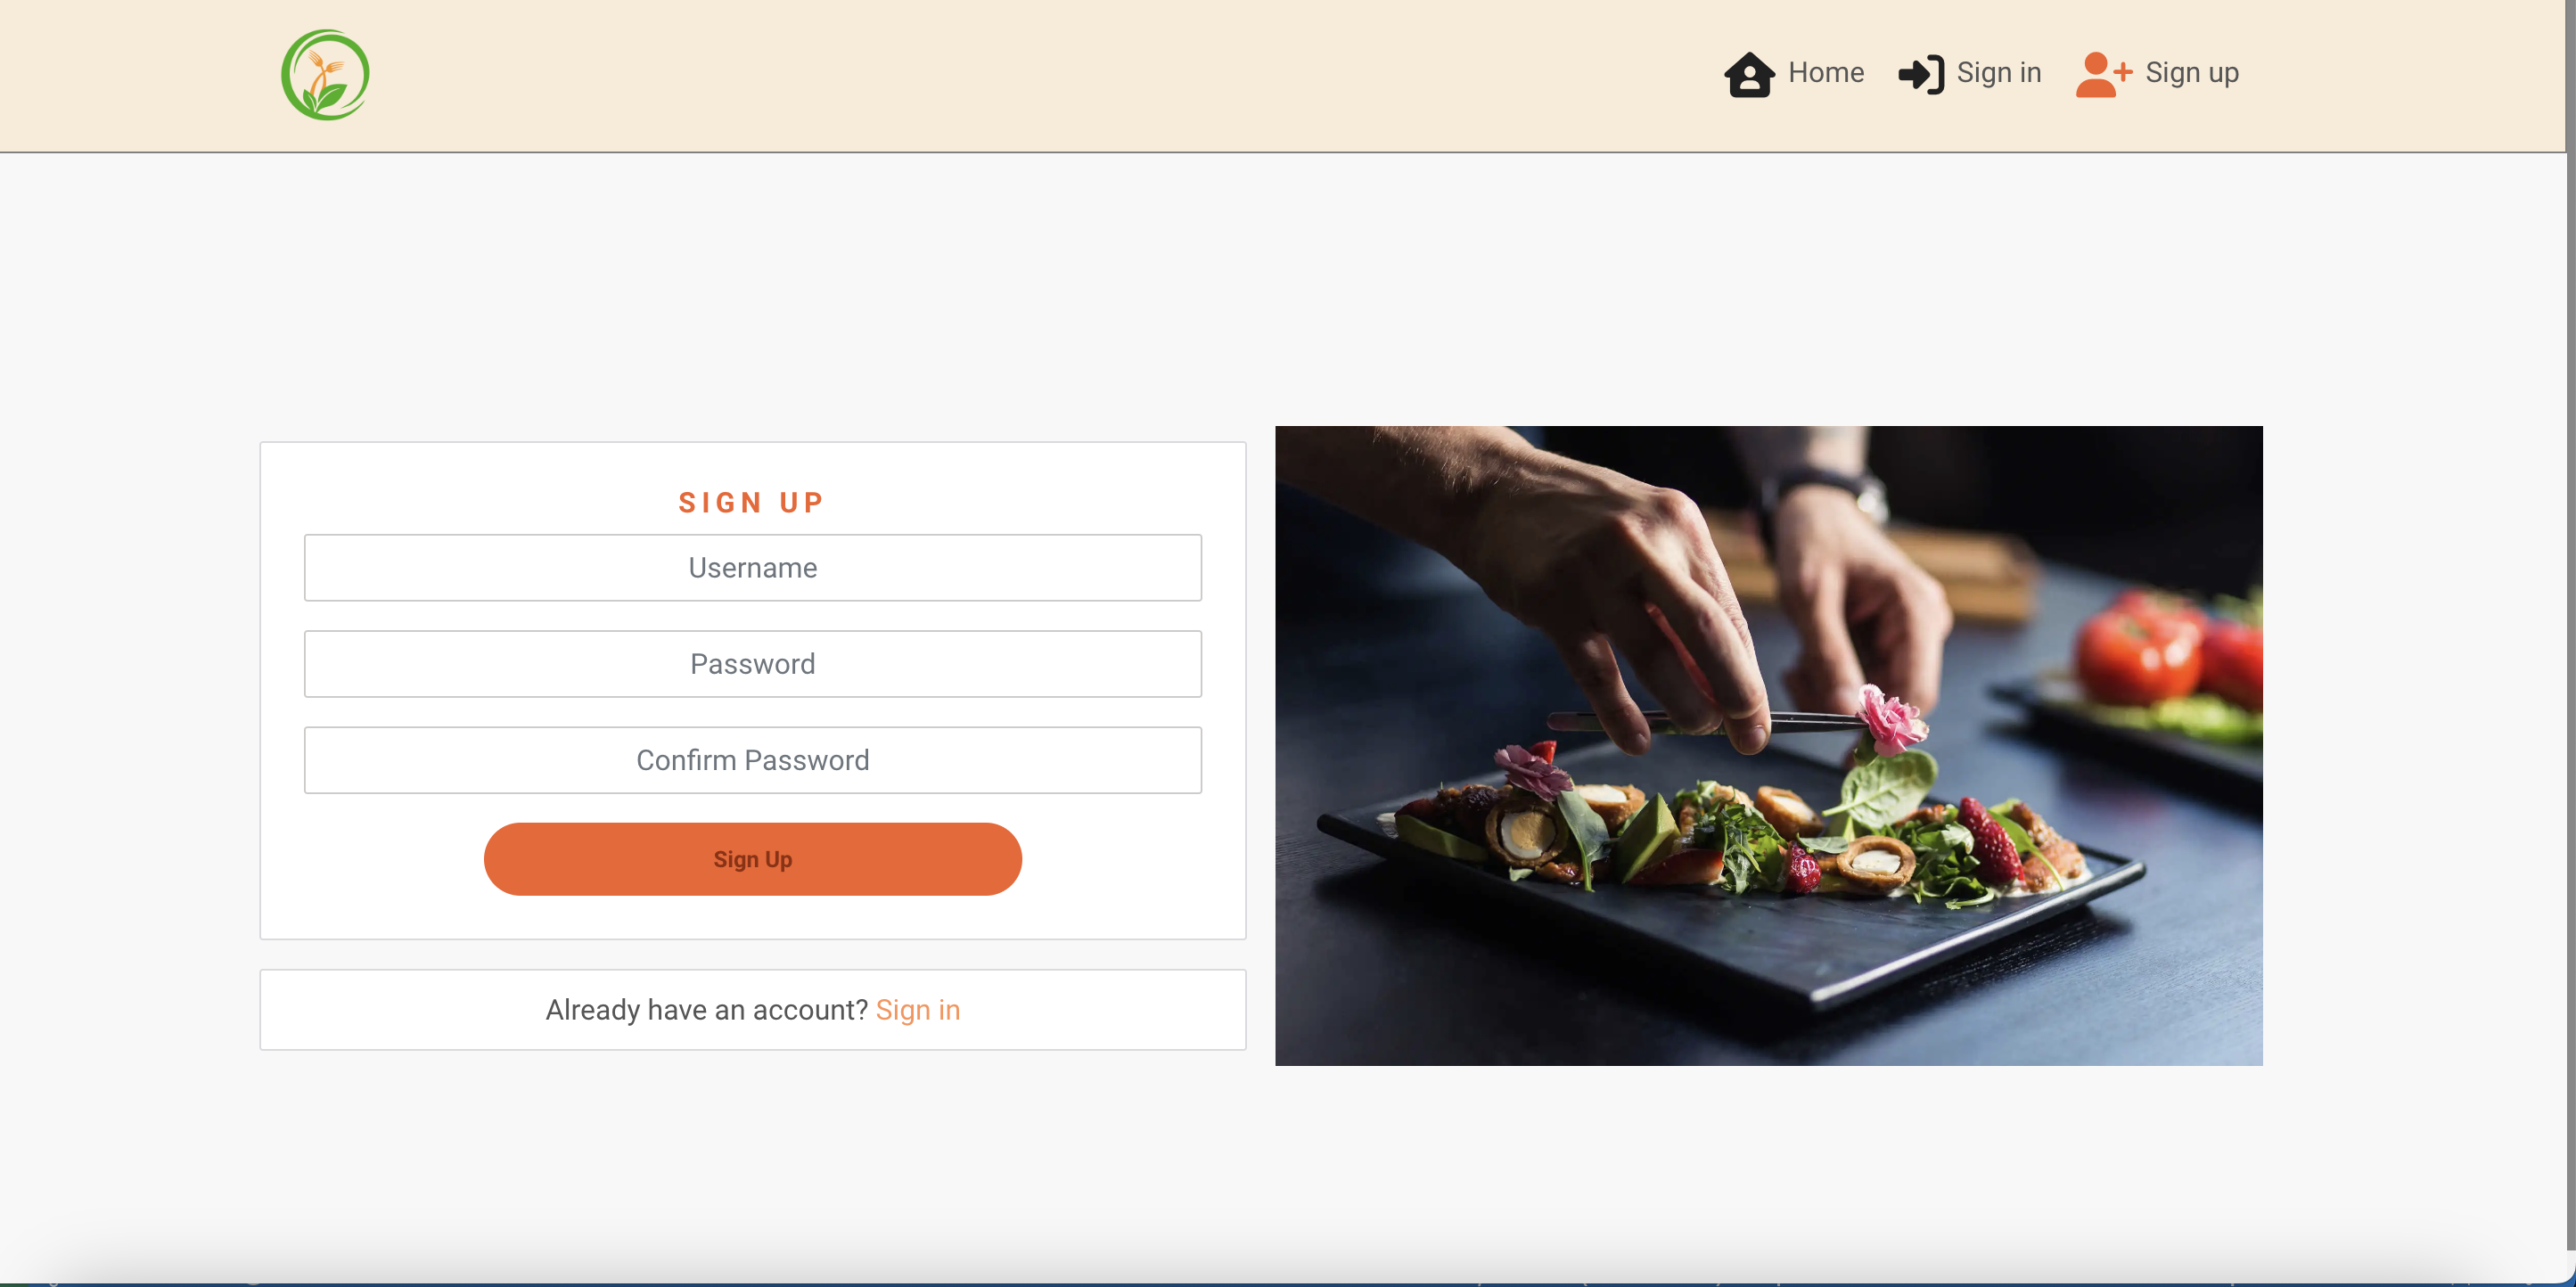 Home
Sign in
Sign up
SIGN UP
Username
Password
Confirm Password
Sign Up
Already have an account? Sign in